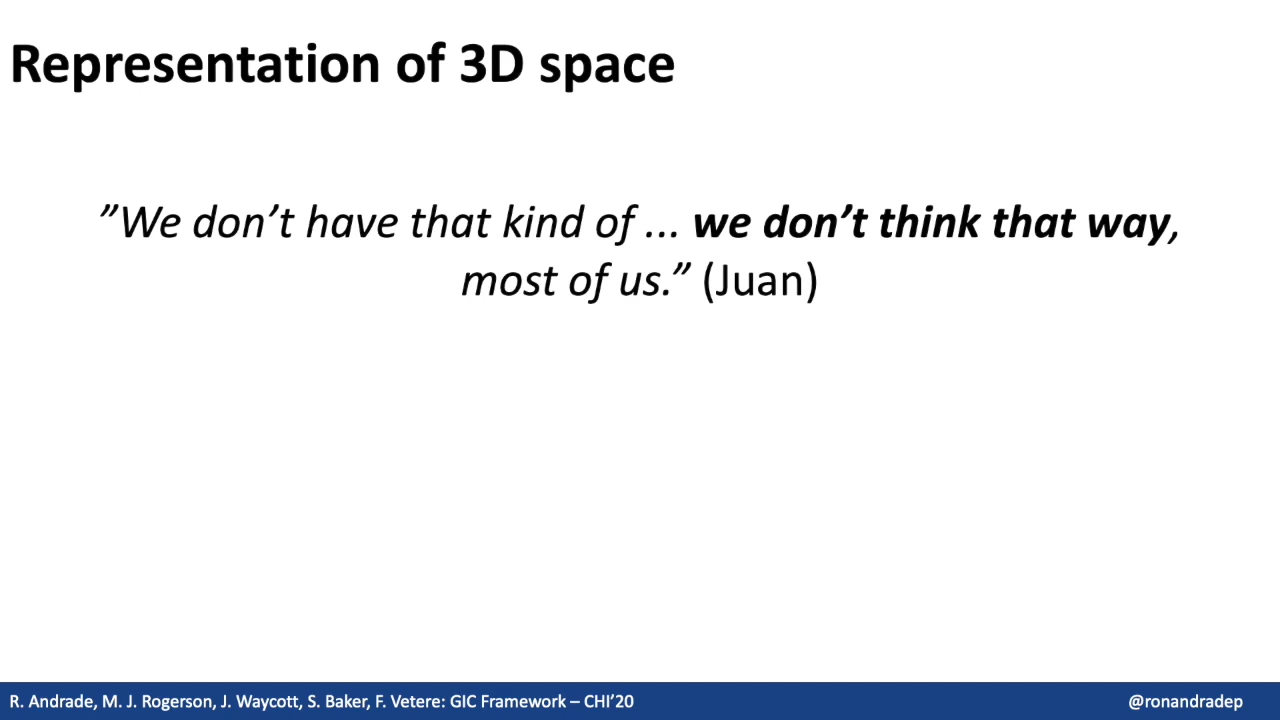 Representation of 3D space
”We don’t have that kind of ... we don’t think that way,
most of us.” (Juan)
R. Andrade, M. J. Rogerson, J. Waycott, S. Baker, F. Vetere: GIC Framework – CHI’20
@ronandradep